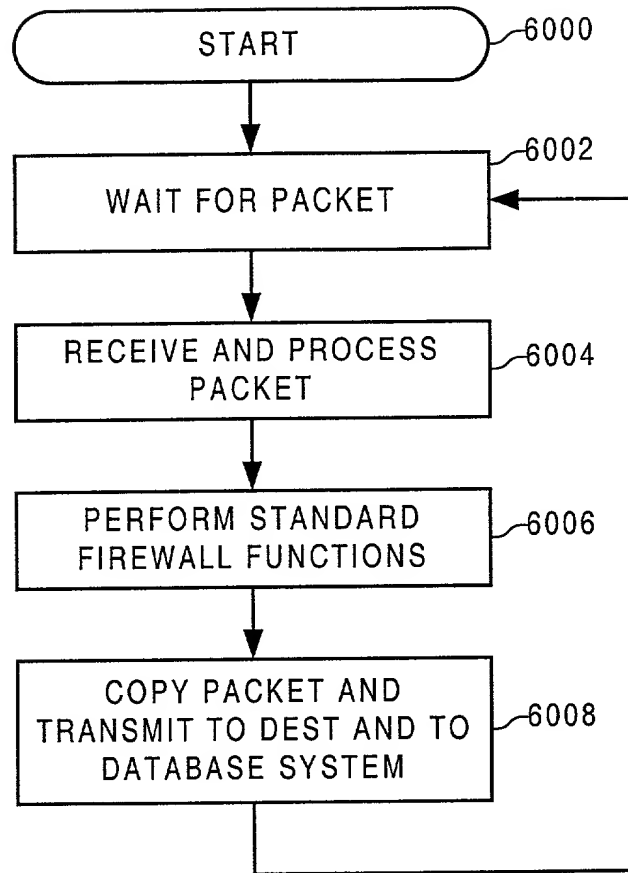 START
6000
6002
WAIT FOR PACKET
RECEIVE AND PROCESS
PACKET
6004
PERFORM STANDARD
FIREWALL FUNCTIONS
6006
COPY PACKET AND
TRANSMIT TO DEST AND TO
DATABASE SYSTEM
6008